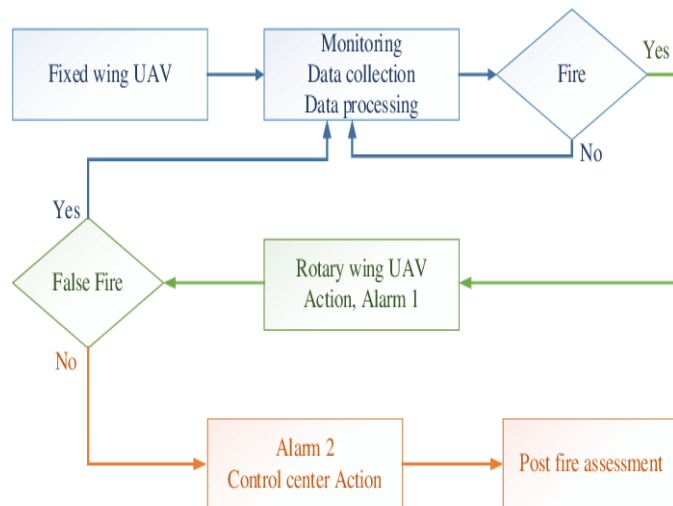 Fixed wing UAV
Monitoring
Data collection
Data processing
Fire
Yes
No
Yes
False Fire
Rotary wing UAV
Action, Alarm 1
No
Alarm 2
Control center Action
Post fire assessment